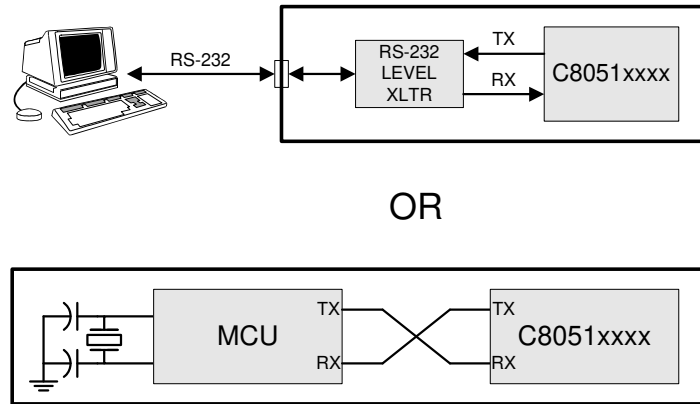 RS-232
RS-232
LEVEL
XLTR
TX
RX
C8051xxxx
OR
MCU
TX
RX
TX
RX
C8051xxxx